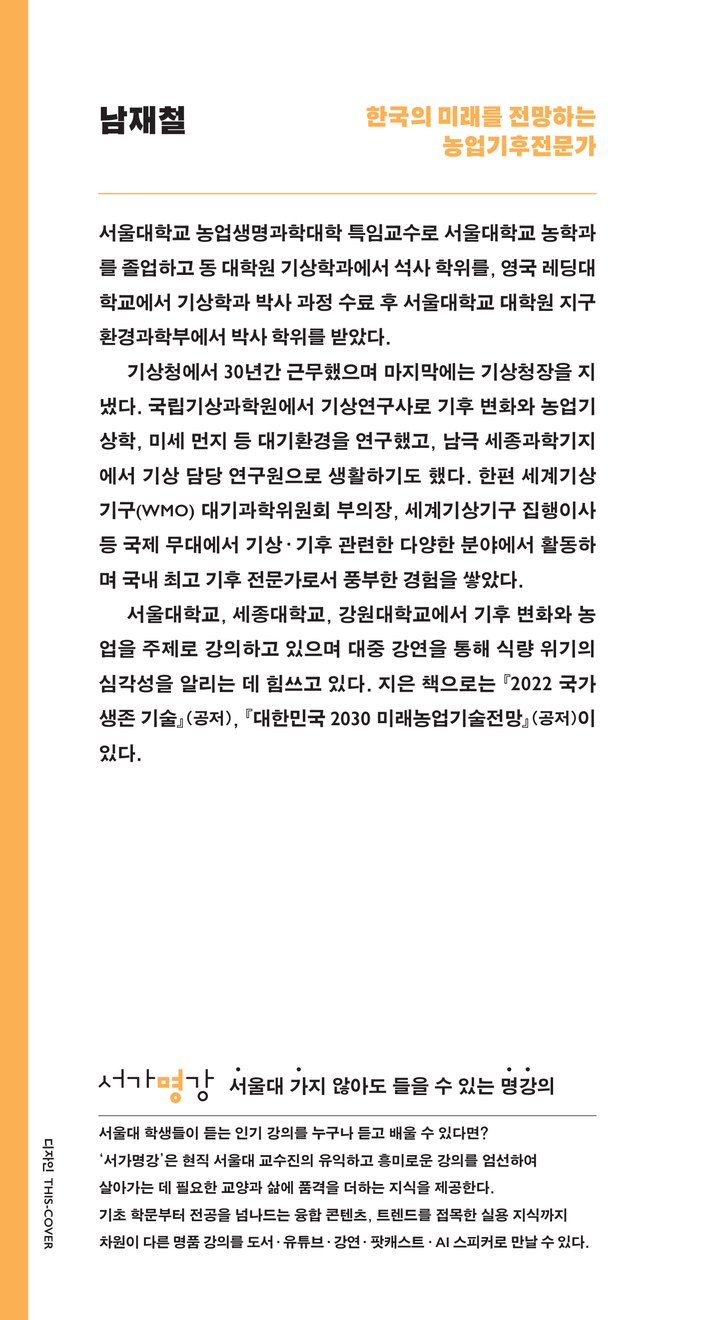 남재철
한국의 미래를 전망하는
농업기후전문가
서울대학교 농업생명과학대학 특임교수로 서울대학교 농학과
를 졸업하고 동 대학원 기상학과에서 석사 학위를, 영국 레딩대
학교에서 기상학과 박사 과정 수료 후 서울대학교 대학원 지구
환경과학부에서 박사 학위를 받았다.
기상청에서 30년간 근무했으며 마지막에는 기상청장을 지
냈다. 국립기상과학원에서 기상연구사로 기후 변화와 농업기
상학, 미세 먼지 등 대기환경을 연구했고, 남극 세종과학기지
에서 기상 담당 연구원으로 생활하기도 했다. 한편 세계기상
기구(WMO) 대기과학위원회 부의장, 세계기상기구 집행이사
등 국제 무대에서 기상·기후 관련한 다양한 분야에서 활동하
며 국내 최고 기후 전문가로서 풍부한 경험을 쌓았다.
서울대학교, 세종대학교, 강원대학교에서 기후 변화와 농
업을 주제로 강의하고 있으며 대중 강연을 통해 식량 위기의
심각성을 알리는 데 힘쓰고 있다. 지은 책으로는 『2022 국가
생존 기술』(공저), 『대한민국 2030 미래농업기술전망』(공저)이
있다.
서가명강 서울대 가지 않아도 들을 수 있는 명강의
서울대 학생들이 듣는 인기 강의를 누구나 듣고 배울 수 있다면?
‘서가명강’은 현직 서울대 교수진의 유익하고 흥미로운 강의를 엄선하여
살아가는 데 필요한 교양과 삶에 품격을 더하는 지식을 제공한다.
기초 학문부터 전공을 넘나드는 융합 콘텐츠, 트렌드를 접목한 실용 지식까지
차원이 다른 명품 강의를 도서·유튜브·강연·팟캐스트·AI 스피커로 만날 수 있다.
디자인 THIS-COVER